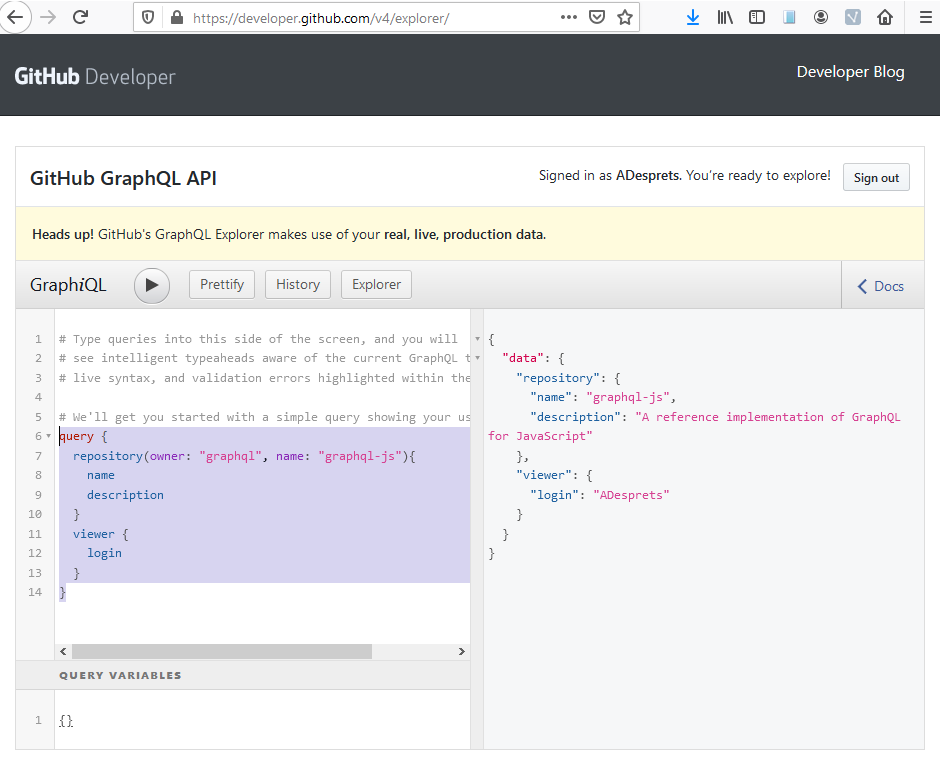 https://developer.github.com/v4/explorer/
GitHub Developer
Developer Blog
GitHub GraphQL API
Signed in as ADesprets. You're ready to explore!
Sign out
Heads up! GitHub's GraphQL Explorer makes use of your real, live, production data.
GraphiQL
Prettify
History
Explorer
Docs
1 # Type queries into this side of the screen, and you will
2 # see intelligent typeaheads aware of the current GraphQL t
3 # live syntax, and validation errors highlighted within the
4
5 # We'll get you started with a simple query showing your us
6 query {
7 repository(owner: "graphql", name: "graphql-js"){
8 name
9 description
10 }
11 viewer {
12 login
13 }
14 }
{
"data": {
"repository": {
"name": "graphql-js",
"description": "A reference implementation of GraphQL
for JavaScript"
},
"viewer": {
"login": "ADesprets"
}
}
}
QUERY VARIABLES
1 {}